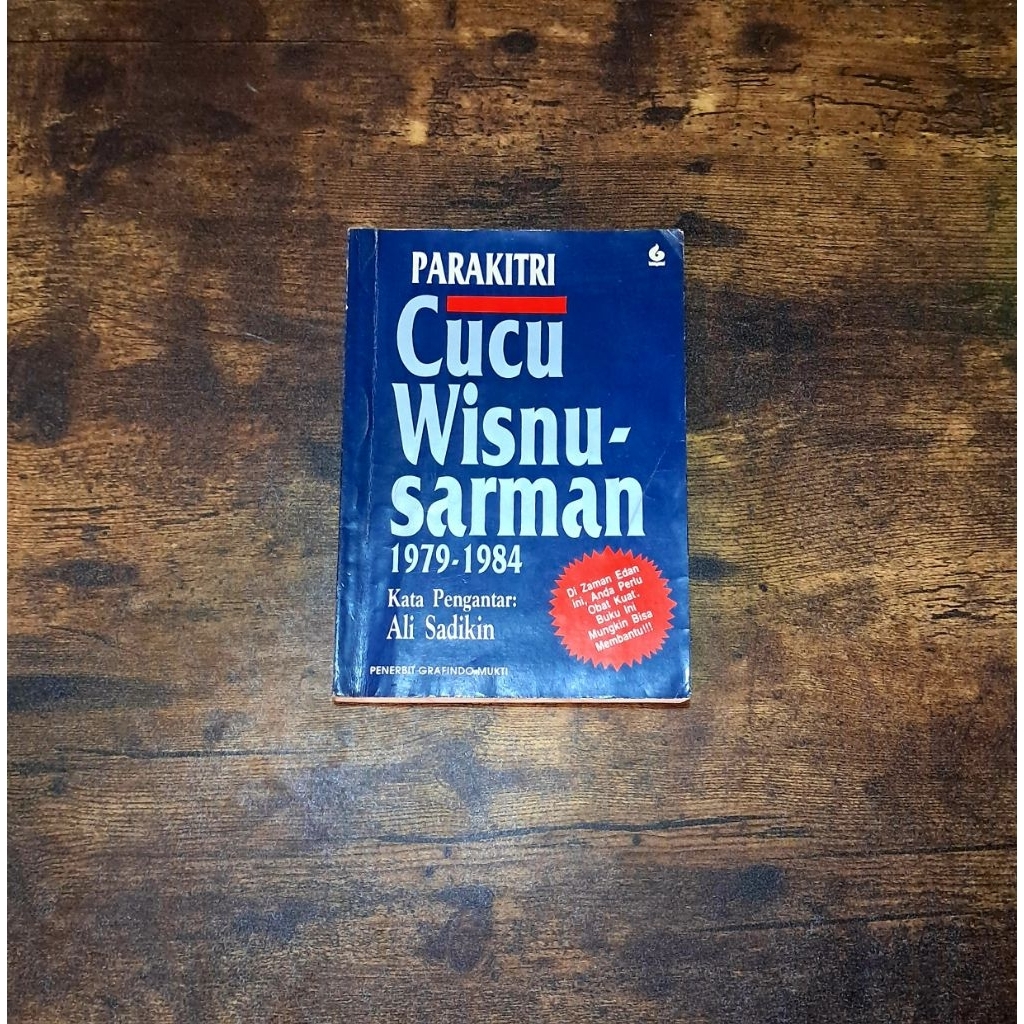 PARAKITRI
Cucu
Wisnu-
sarman
1979-1984
Kata Pengantar:
Ali Sadikin
Di Zaman Edan
ini, Anda Perlu
Obat Kuat.
Buku Ini
Mungkin Bisa
Membantu!!!
PENERBIT GRAFINDO MUKTI